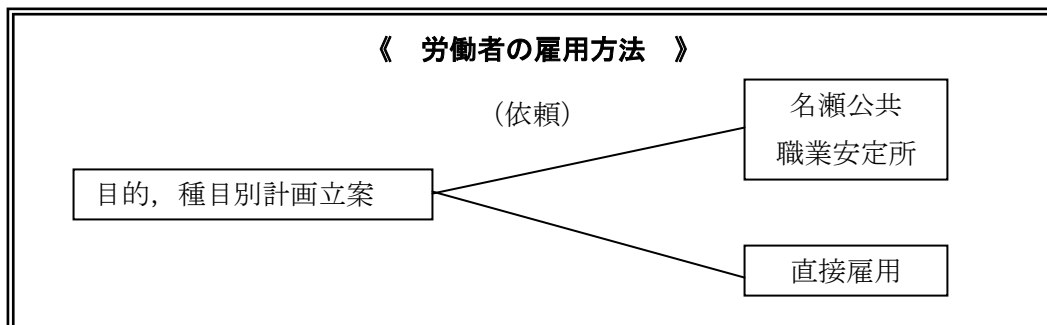 《　労働者の雇用方法　》
（依頼）
名瀬公共
職業安定所
目的，種目別計画立案
直接雇用